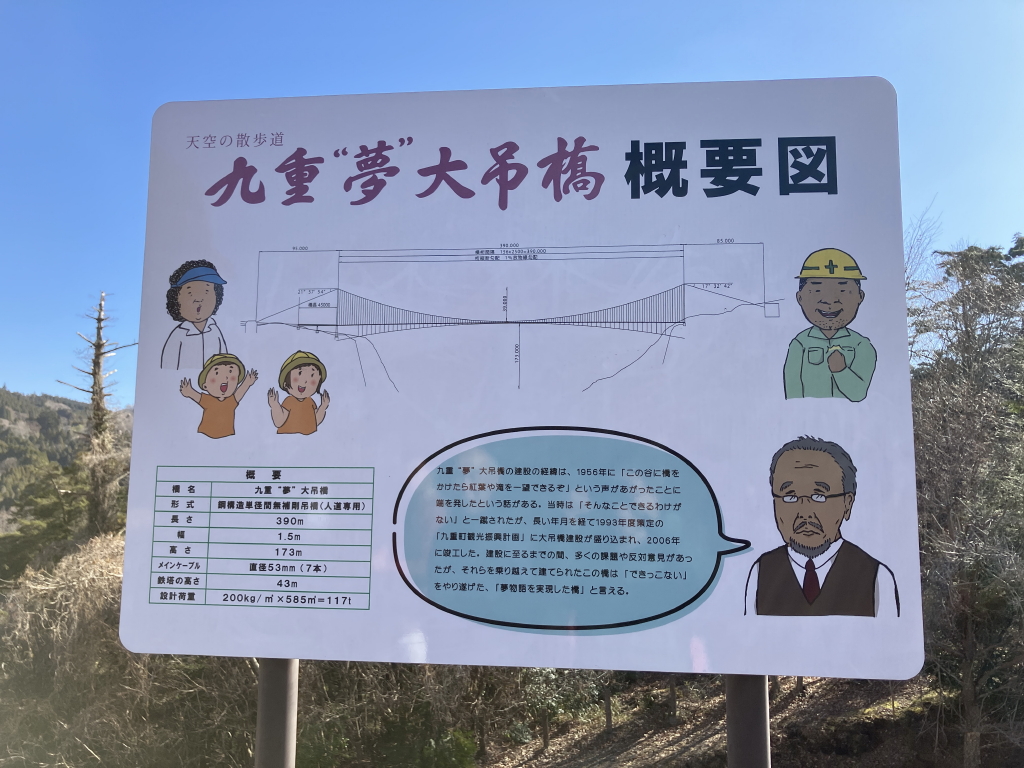 天空の散歩道
九重“夢”大吊橋 概要図
390.000
95.000
85.000
21° 51′ 54″
17° 32′ 42″
173.000
概 要
橋 名 九重“夢”大吊橋
形 式 鋼構造単径間無補剛吊橋(人道専用)
長 さ 390m
幅 1.5m
高 さ 173m
メインケーブル 直径53mm(7本)
鉄塔の高さ 43m
設計荷重 200kg/㎡×585㎡=117t
九重“夢”大吊橋の建設の経緯は、1956年に「この谷に橋を
かけたら紅葉や滝を一望できるぞ」という声があがったことに
端を発したという話がある。当時は「そんなことできるわけが
ない」と一蹴されたが、長い年月を経て1993年度策定の
「九重町観光振興計画」に大吊橋建設が盛り込まれ、2006年
に竣工した。建設に至るまでの間、多くの課題や反対意見があっ
たが、それらを乗り越えて建てられたこの橋は「できっこない」
をやり遂げた、「夢物語を実現した橋」と言える。